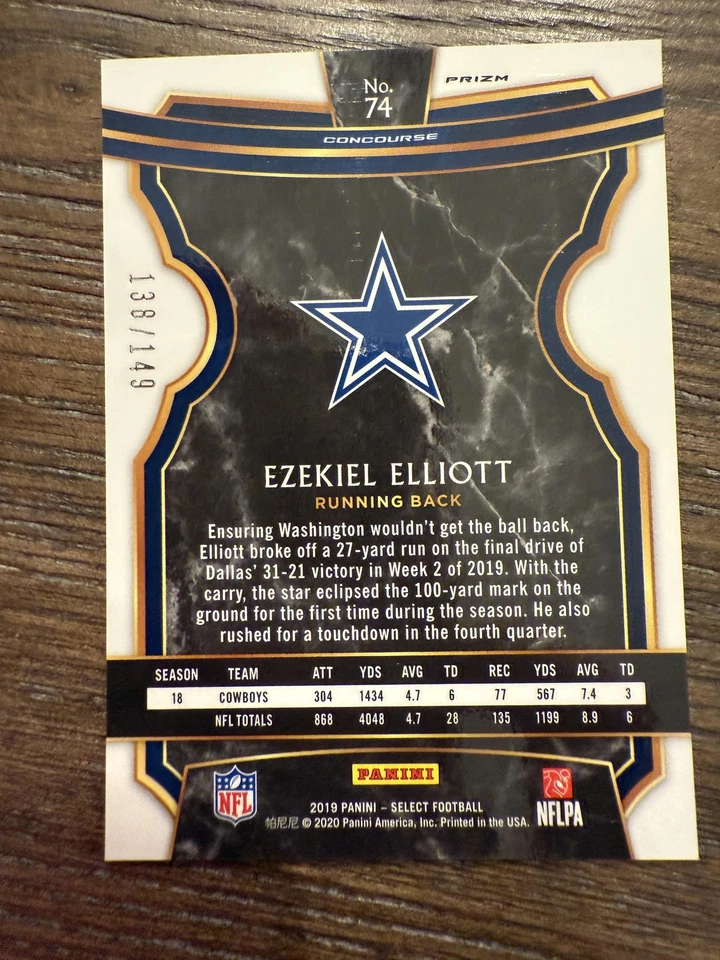 No.
74
PRIZM
CONCOURSE
138/149
EZEKIEL ELLIOTT
RUNNING BACK
Ensuring Washington wouldn't get the ball back,
Elliott broke off a 27-yard run on the final drive of
Dallas' 31-21 victory in Week 2 of 2019. With the
carry, the star eclipsed the 100-yard mark on the
ground for the first time during the season. He also
rushed for a touchdown in the fourth quarter.
SEASON TEAM ATT YDS AVG TD REC YDS AVG TD
18 COWBOYS 304 1434 4.7 6 77 567 7.4 3
NFL TOTALS 868 4048 4.7 28 135 1199 8.9 6
NFL
PANINI
NFLPA
2019 PANINI – SELECT FOOTBALL
帕尼尼 © 2020 Panini America, Inc. Printed in the USA.